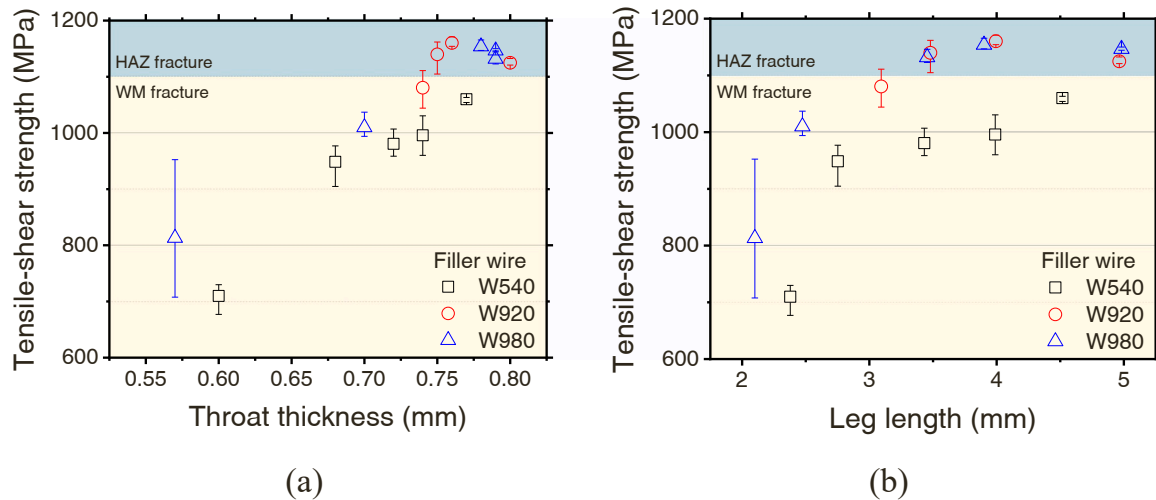 1200
1000
800
600
Tensile-shear strength (MPa)
HAZ fracture
WM fracture
Filler wire
W540
W920
W980
0.55 0.60 0.65 0.70 0.75 0.80
Throat thickness (mm)
(a)
1200
1000
800
600
Tensile-shear strength (MPa)
HAZ fracture
WM fracture
Filler wire
W540
W920
W980
2 3 4 5
Leg length (mm)
(b)